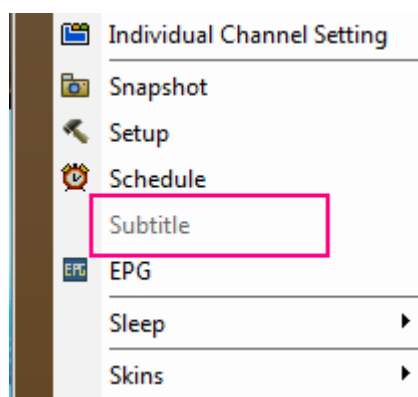 Individual Channel Setting
Snapshot
Setup
Schedule
Subtitle
EPG EPG
Sleep
Skins